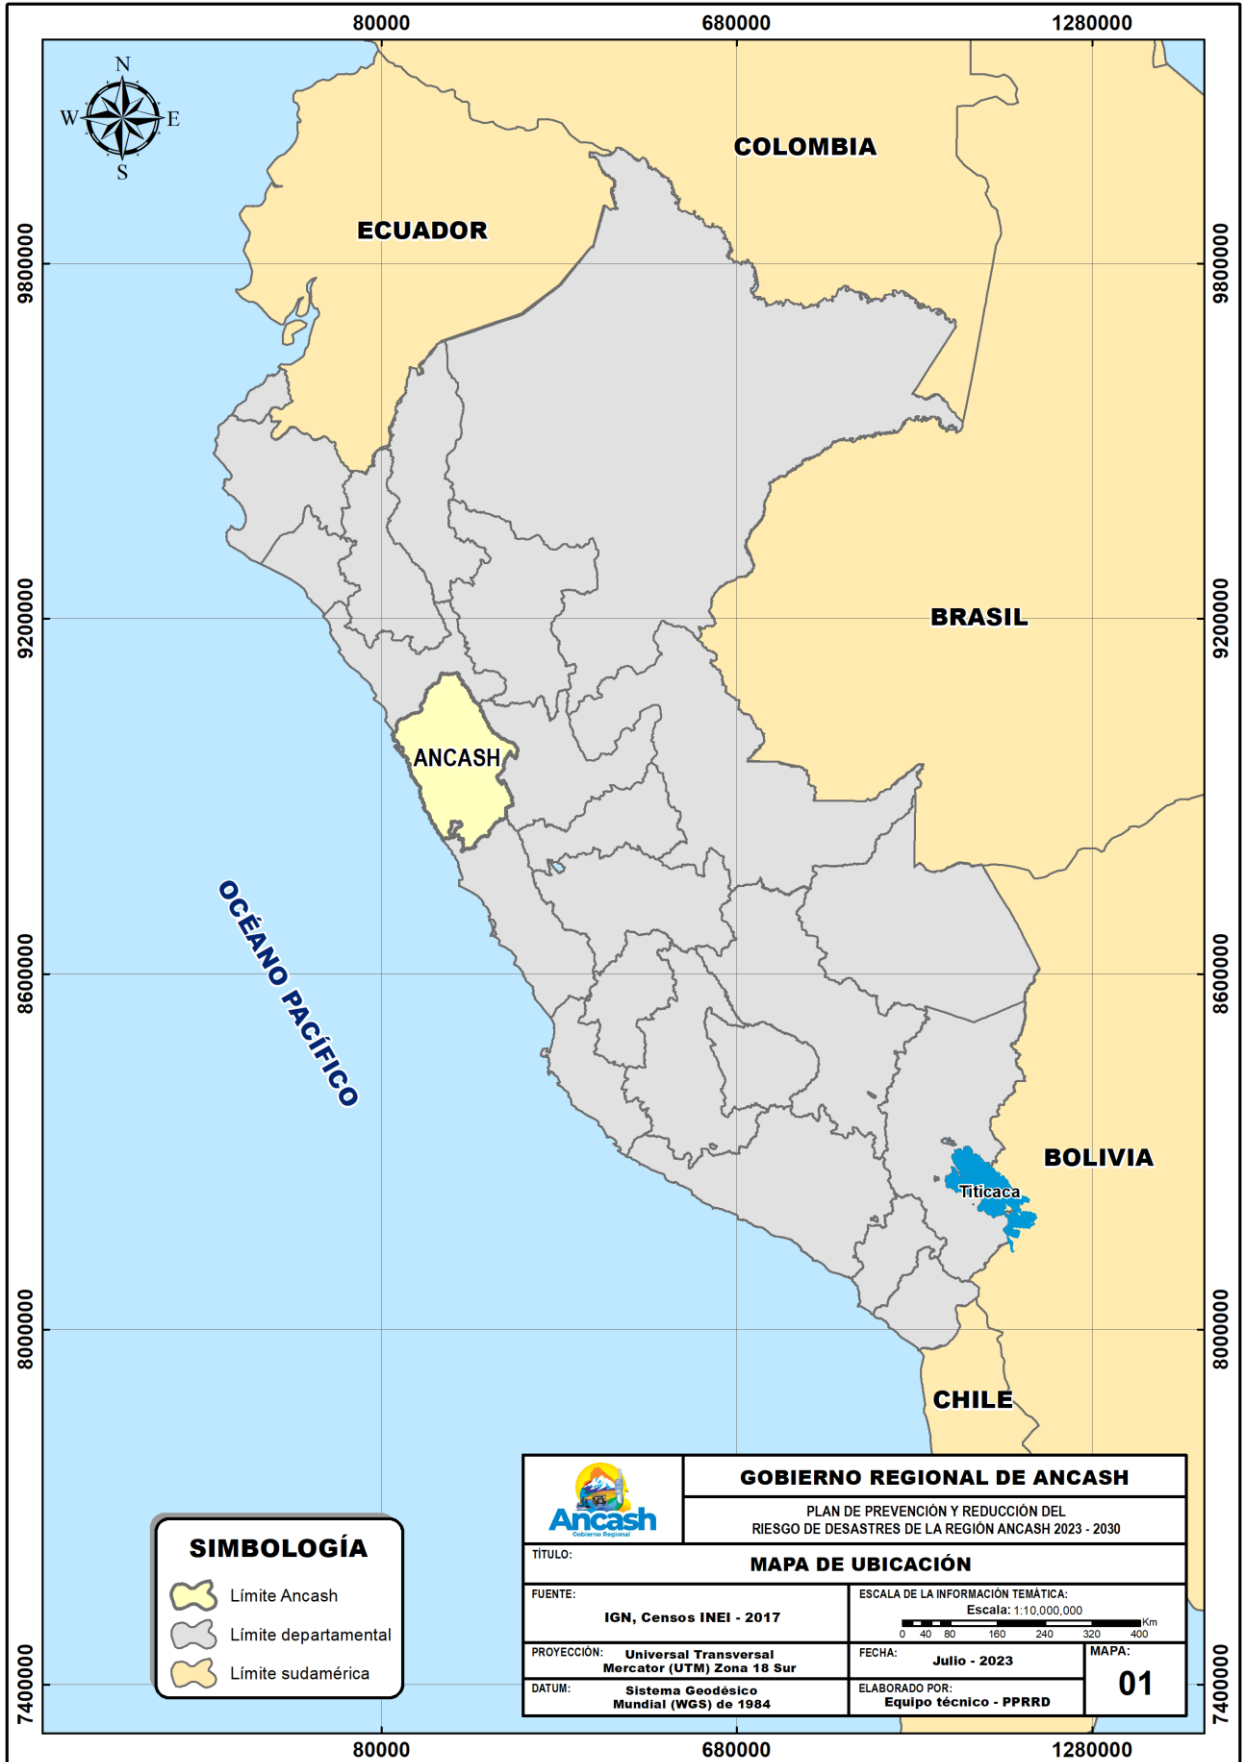 80000
680000
1280000
N
W
E
S
COLOMBIA
ECUADOR
9800000
9800000
BRASIL
9200000
9200000
ANCASH
OCÉANO PACÍFICO
8600000
8600000
BOLIVIA
Titicaca
8000000
8000000
CHILE
SIMBOLOGÍA
Límite Ancash
Límite departamental
Límite sudamérica
Ancash
Gobierno Regional
GOBIERNO REGIONAL DE ANCASH
PLAN DE PREVENCIÓN Y REDUCCIÓN DEL
RIESGO DE DESASTRES DE LA REGIÓN ANCASH 2023 - 2030
TÍTULO:
MAPA DE UBICACIÓN
FUENTE:
IGN, Censos INEI - 2017
ESCALA DE LA INFORMACIÓN TEMÁTICA:
Escala: 1:10,000,000
Km
0 40 80 160 240 320 400
PROYECCIÓN: Universal Transversal
Mercator (UTM) Zona 18 Sur
FECHA: Julio - 2023
MAPA:
01
DATUM: Sistema Geodésico
Mundial (WGS) de 1984
ELABORADO POR:
Equipo técnico - PPRRD
7400000
7400000
80000
680000
1280000